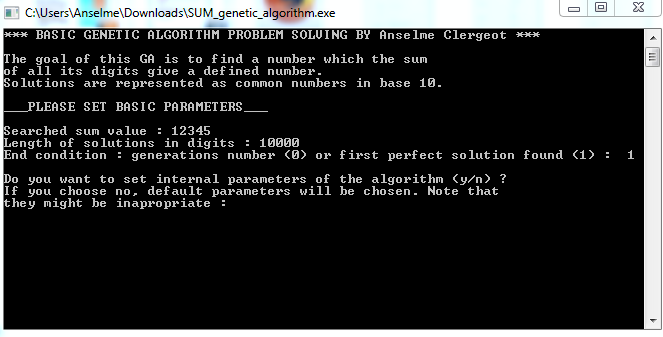 C:\Users\Anselme\Downloads\SUM_genetic_algorithm.exe
*** BASIC GENETIC ALGORITHM PROBLEM SOLVING BY Anselme Clergeot ***
The goal of this GA is to find a number which the sum
of all its digits give a defined number.
Solutions are represented as common numbers in base 10.
___PLEASE SET BASIC PARAMETERS___
Searched sum value : 12345
Length of solutions in digits : 10000
End condition : generations number (0) or first perfect solution found (1) :  1
Do you want to set internal parameters of the algorithm (y/n) ?
If you choose no, default parameters will be chosen. Note that
they might be inapropriate :